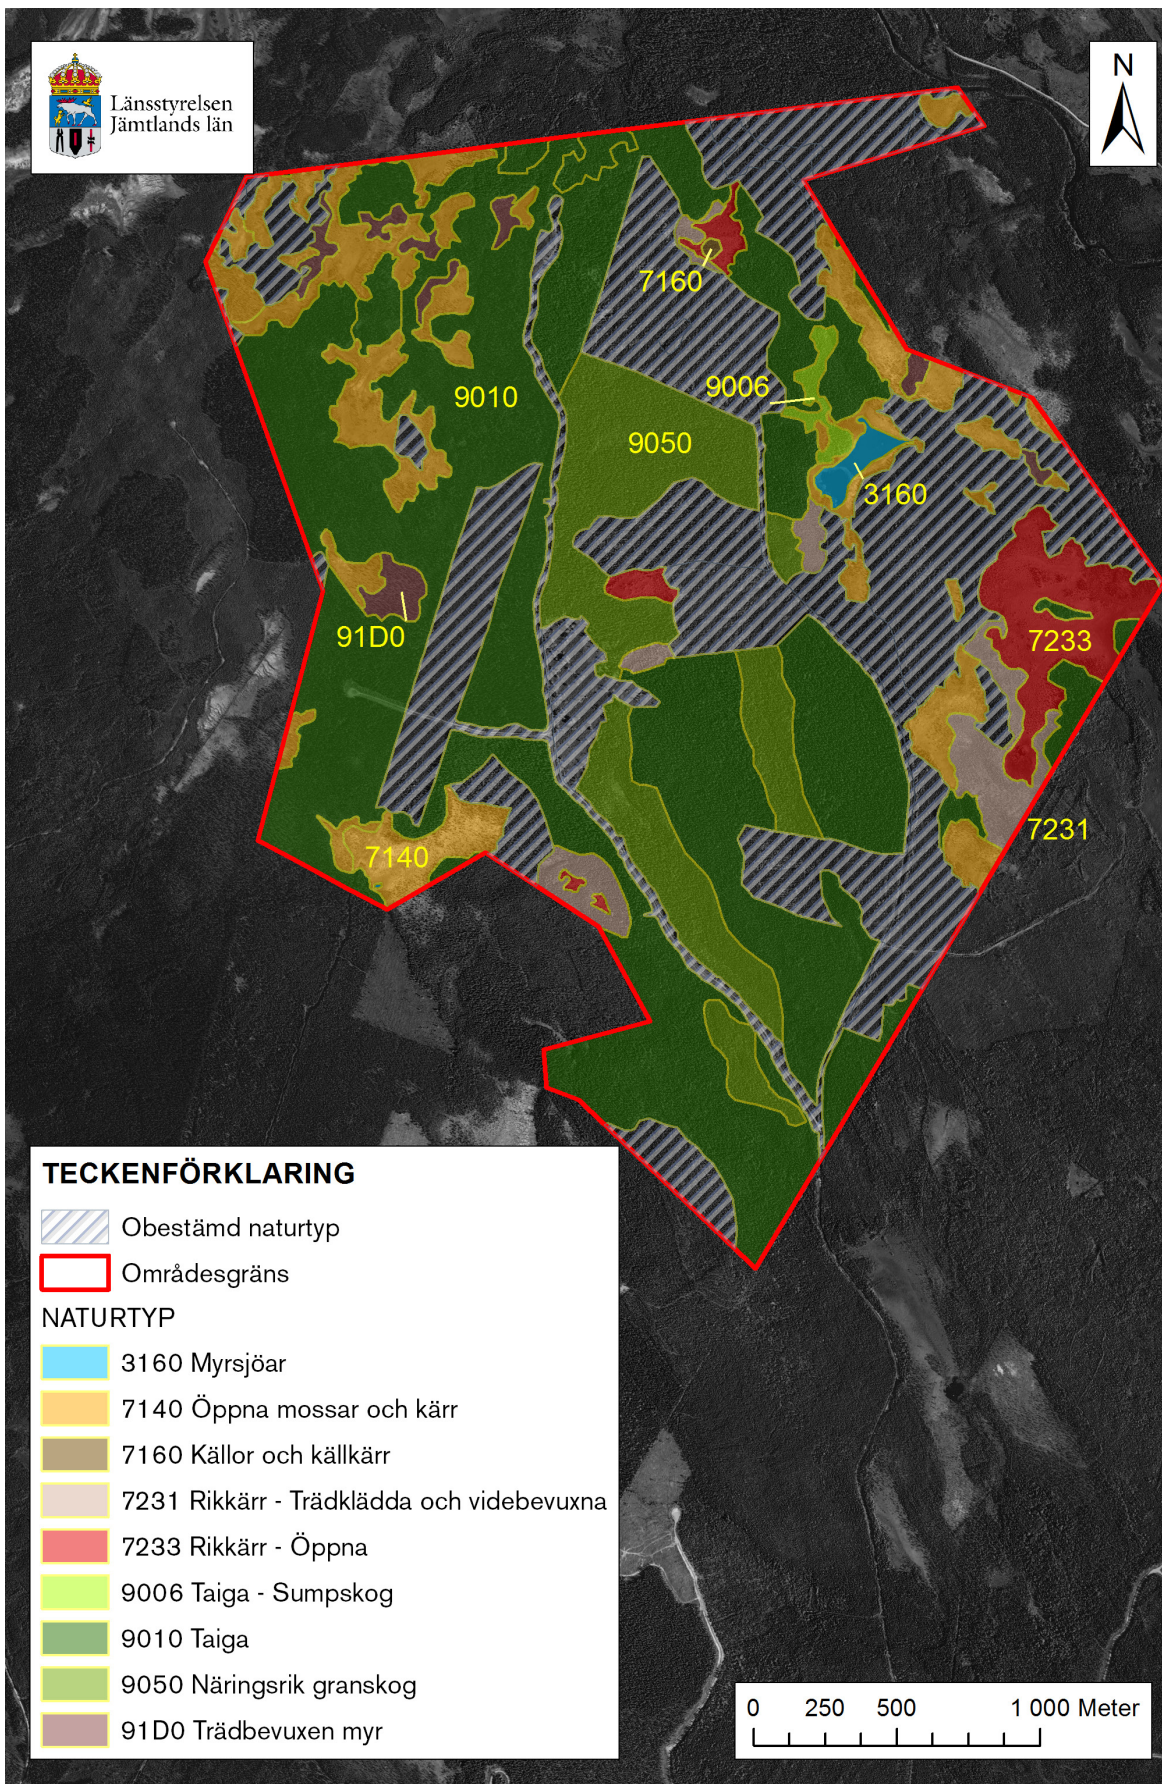 Länsstyrelsen
Jämtlands län
N
7160
9006
9010
9050
3160
91D0
7233
7231
7140
TECKENFÖRKLARING
Obestämd naturtyp
Områdesgräns
NATURTYP
3160 Myrsjöar
7140 Öppna mossar och kärr
7160 Källor och källkärr
7231 Rikkärr - Trädklädda och videbevuxna
7233 Rikkärr - Öppna
9006 Taiga - Sumpskog
9010 Taiga
9050 Näringsrik granskog
91D0 Trädbevuxen myr
0 250 500 1 000 Meter